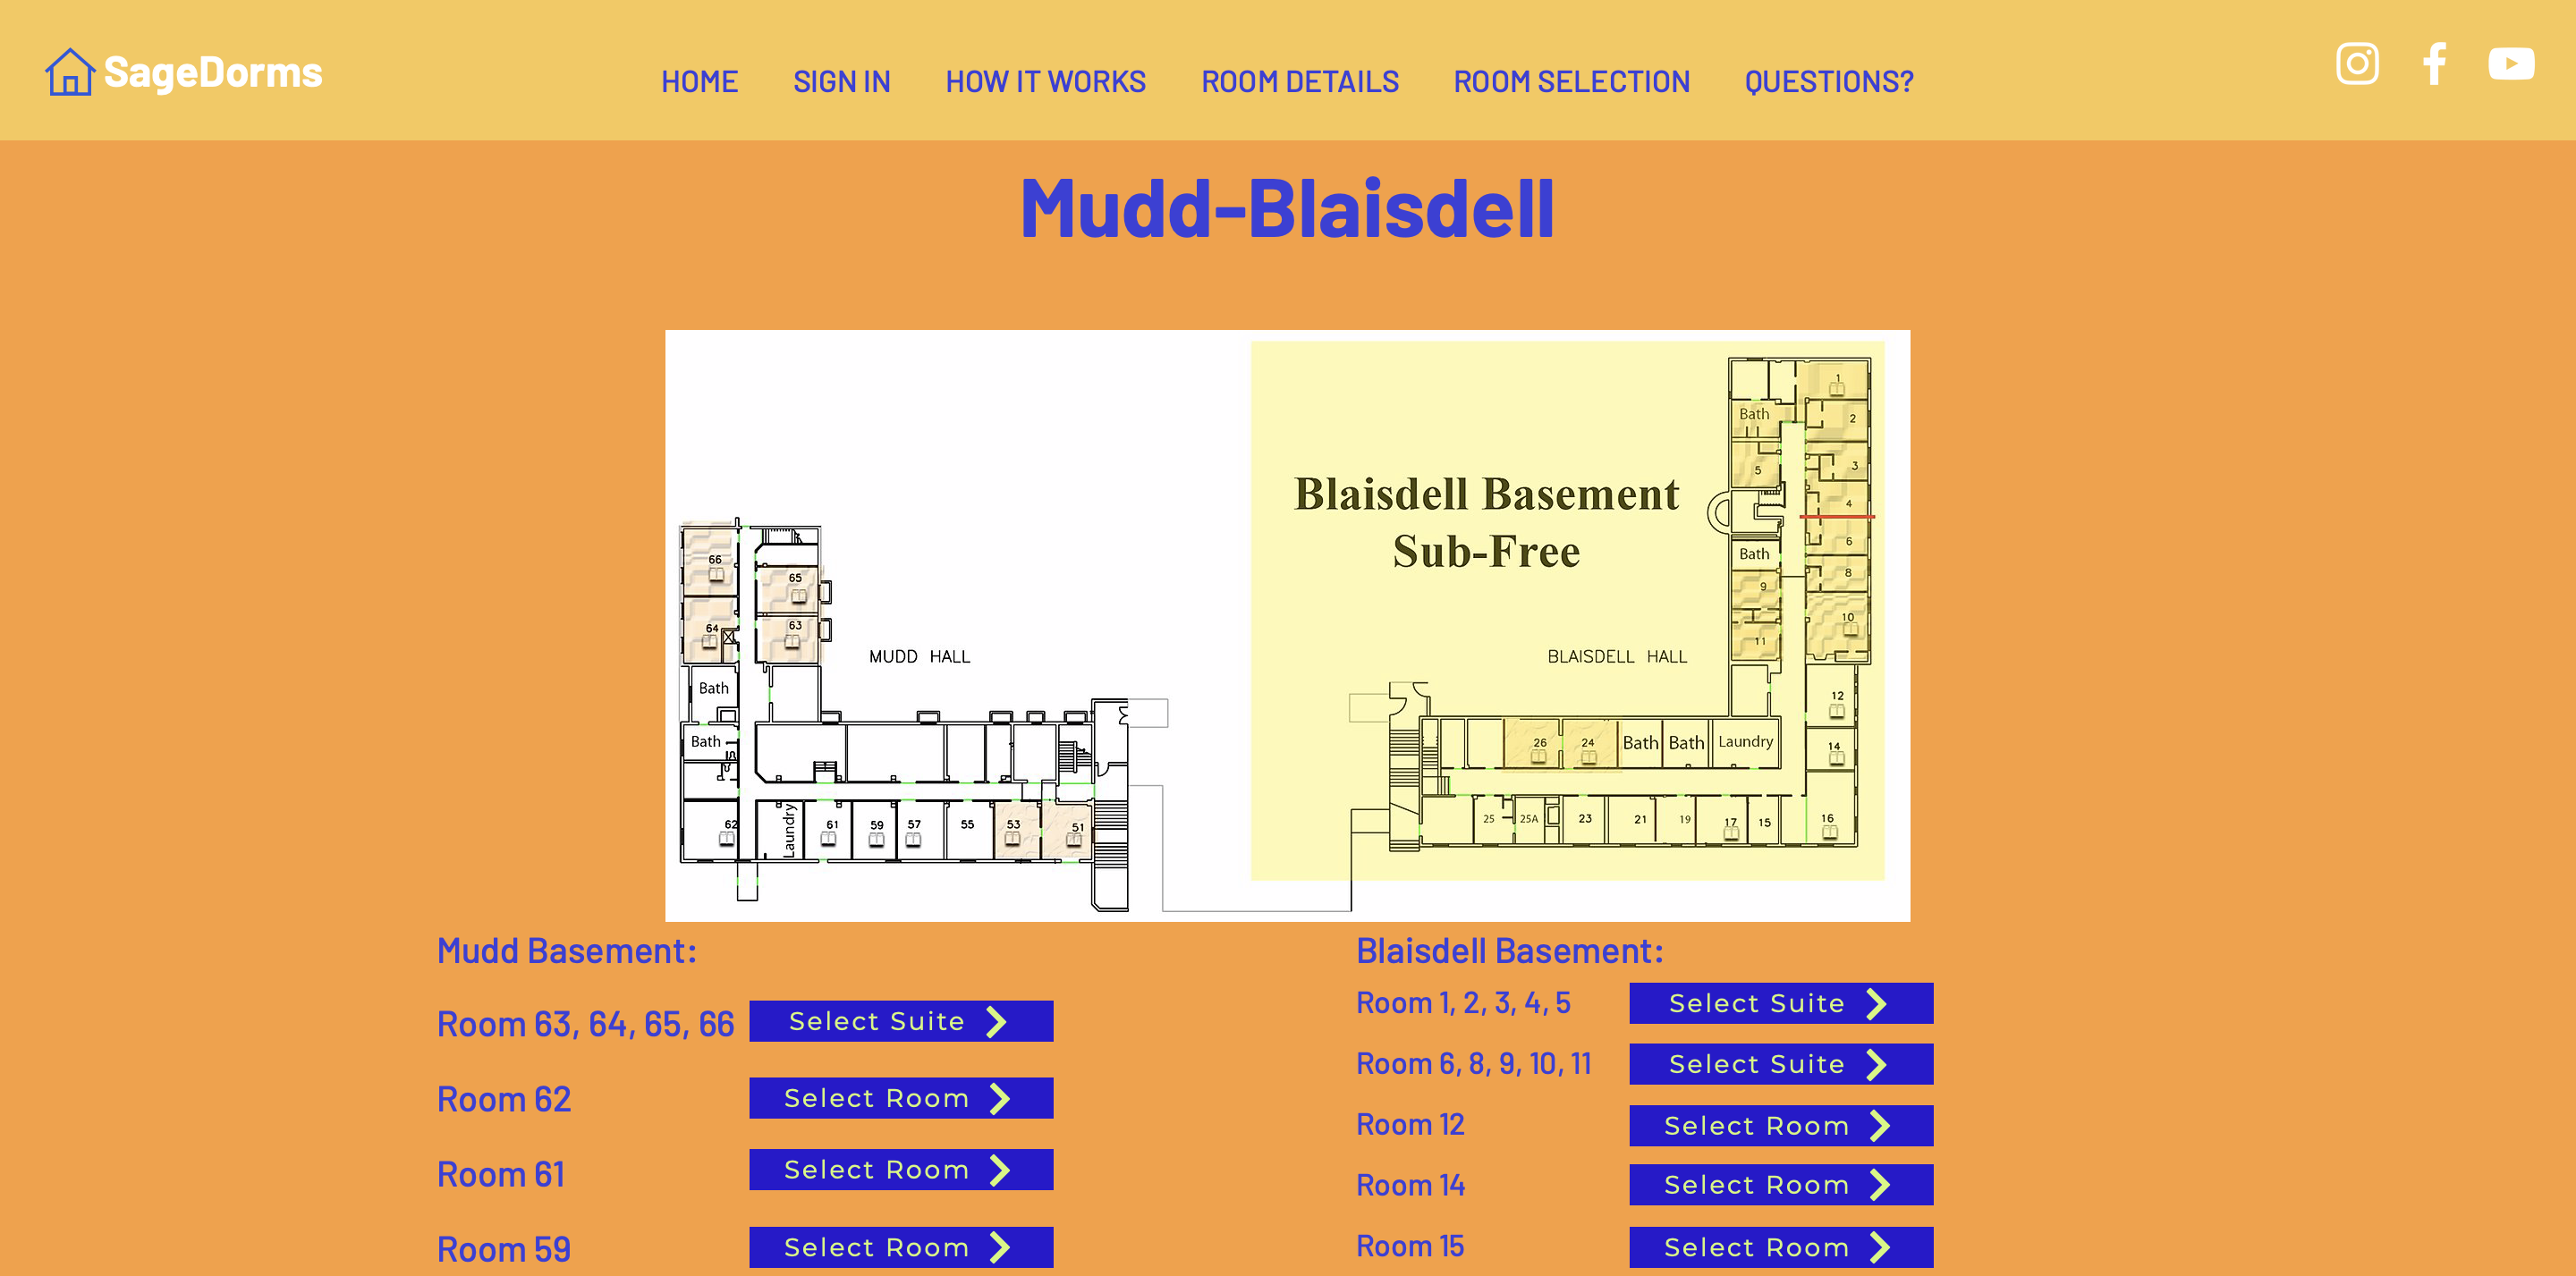 SageDorms
HOME SIGN IN HOW IT WORKS ROOM DETAILS ROOM SELECTION QUESTIONS?
Mudd-Blaisdell
66
65
64
63
Bath
Bath
MUDD HALL
62
Laundry
61
59
57
55
53
51
Blaisdell Basement
Sub-Free
BLAISDELL HALL
1
Bath
2
5
3
4
6
Bath
8
9
10
11
12
14
26
24
Bath
Bath
Laundry
25
25A
23
21
19
17
15
16
Mudd Basement:
Room 63, 64, 65, 66 Select Suite
Room 62 Select Room
Room 61 Select Room
Room 59 Select Room
Blaisdell Basement:
Room 1, 2, 3, 4, 5 Select Suite
Room 6, 8, 9, 10, 11 Select Suite
Room 12 Select Room
Room 14 Select Room
Room 15 Select Room